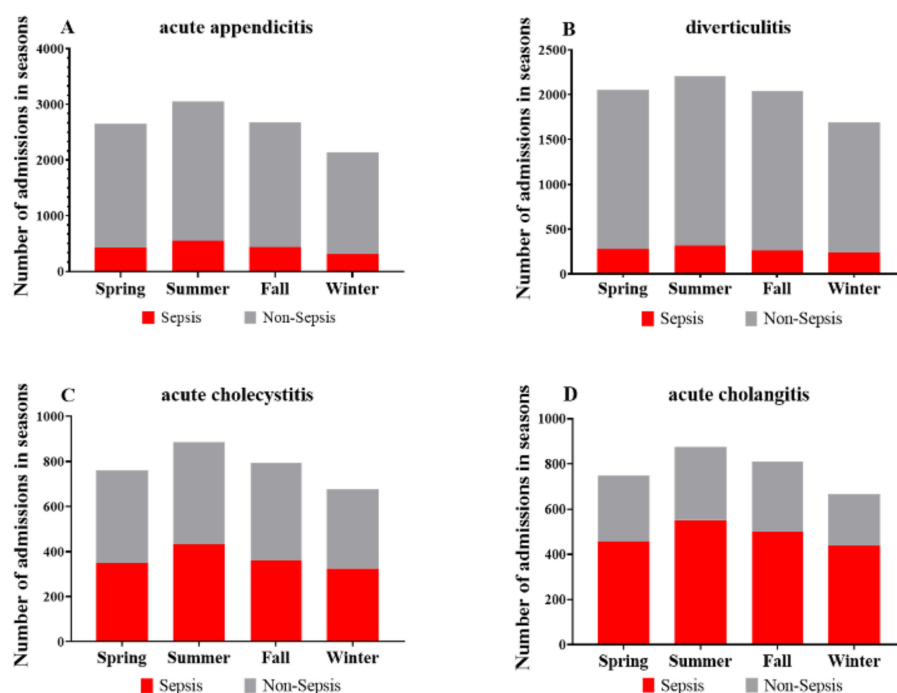 A
acute appendicitis
Number of admissions in seasons
4000
3000
2000
1000
0
Spring Summer Fall Winter
Sepsis Non-Sepsis
B
diverticulitis
Number of admissions in seasons
2500
2000
1500
1000
500
0
Spring Summer Fall Winter
Sepsis Non-Sepsis
C
acute cholecystitis
Number of admissions in seasons
1000
800
600
400
200
0
Spring Summer Fall Winter
Sepsis Non-Sepsis
D
acute cholangitis
Number of admissions in seasons
1000
800
600
400
200
0
Spring Summer Fall Winter
Sepsis Non-Sepsis